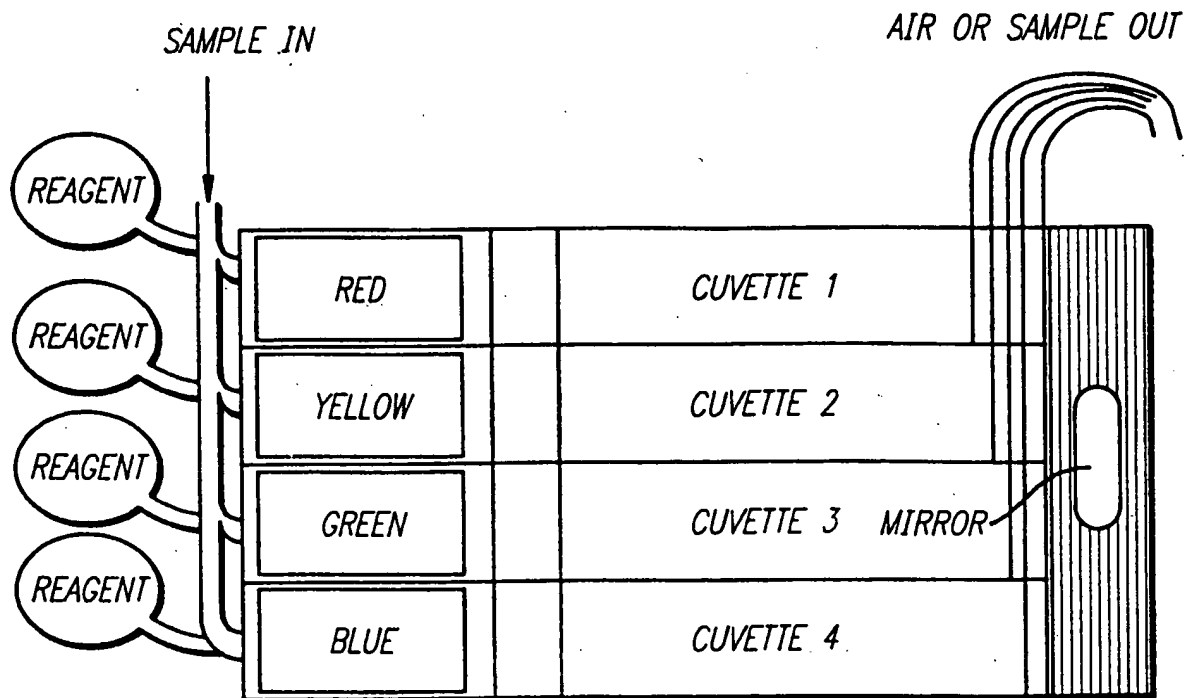 SAMPLE IN
AIR OR SAMPLE OUT
REAGENT
RED
CUVETTE 1
REAGENT
YELLOW
CUVETTE 2
REAGENT
GREEN
CUVETTE 3
MIRROR
REAGENT
BLUE
CUVETTE 4